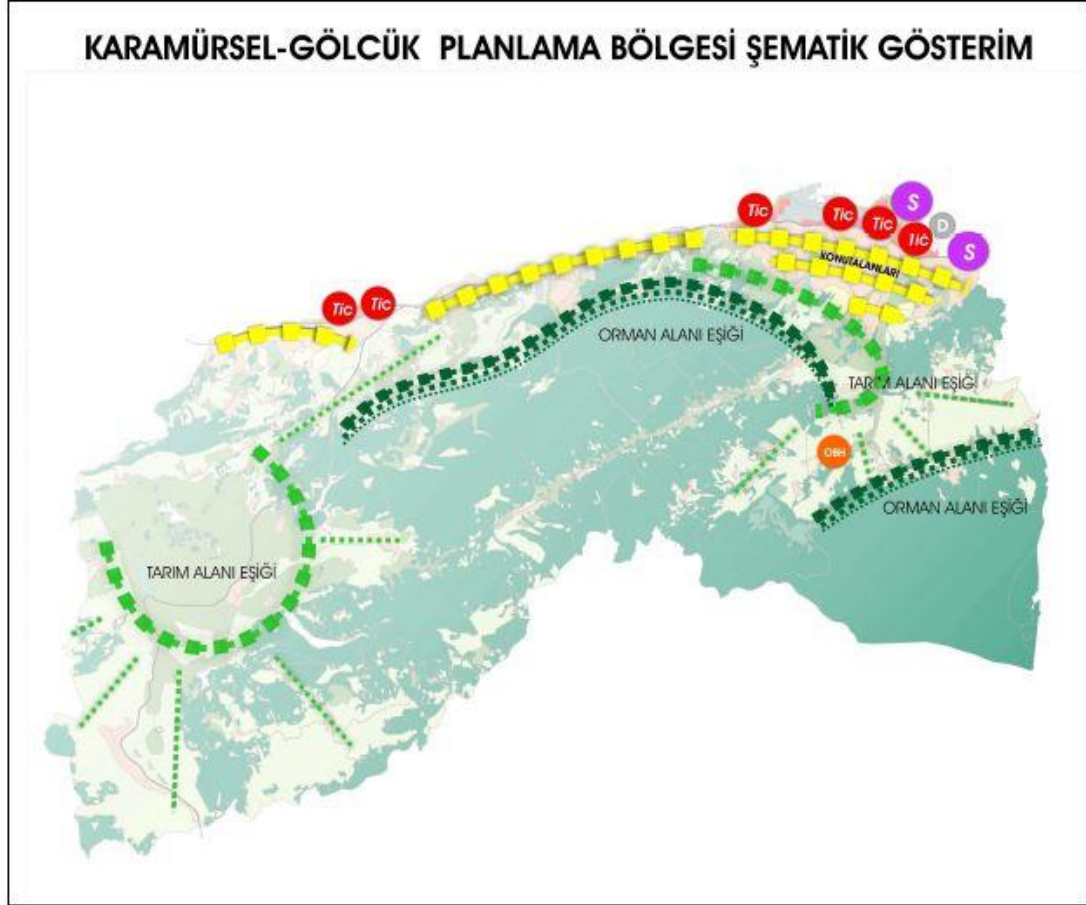 KARAMÜRSEL-GÖLCÜK PLANLAMA BÖLGESİ ŞEMATİK GÖSTERİM
S
Tic
Tic
Tic
D
Tic
S
KONUTALANLARI
Tic
Tic
ORMAN ALANI EŞİĞİ
TARIM ALANI EŞİĞİ
OBH
ORMAN ALANI EŞİĞİ
TARIM ALANI EŞİĞİ